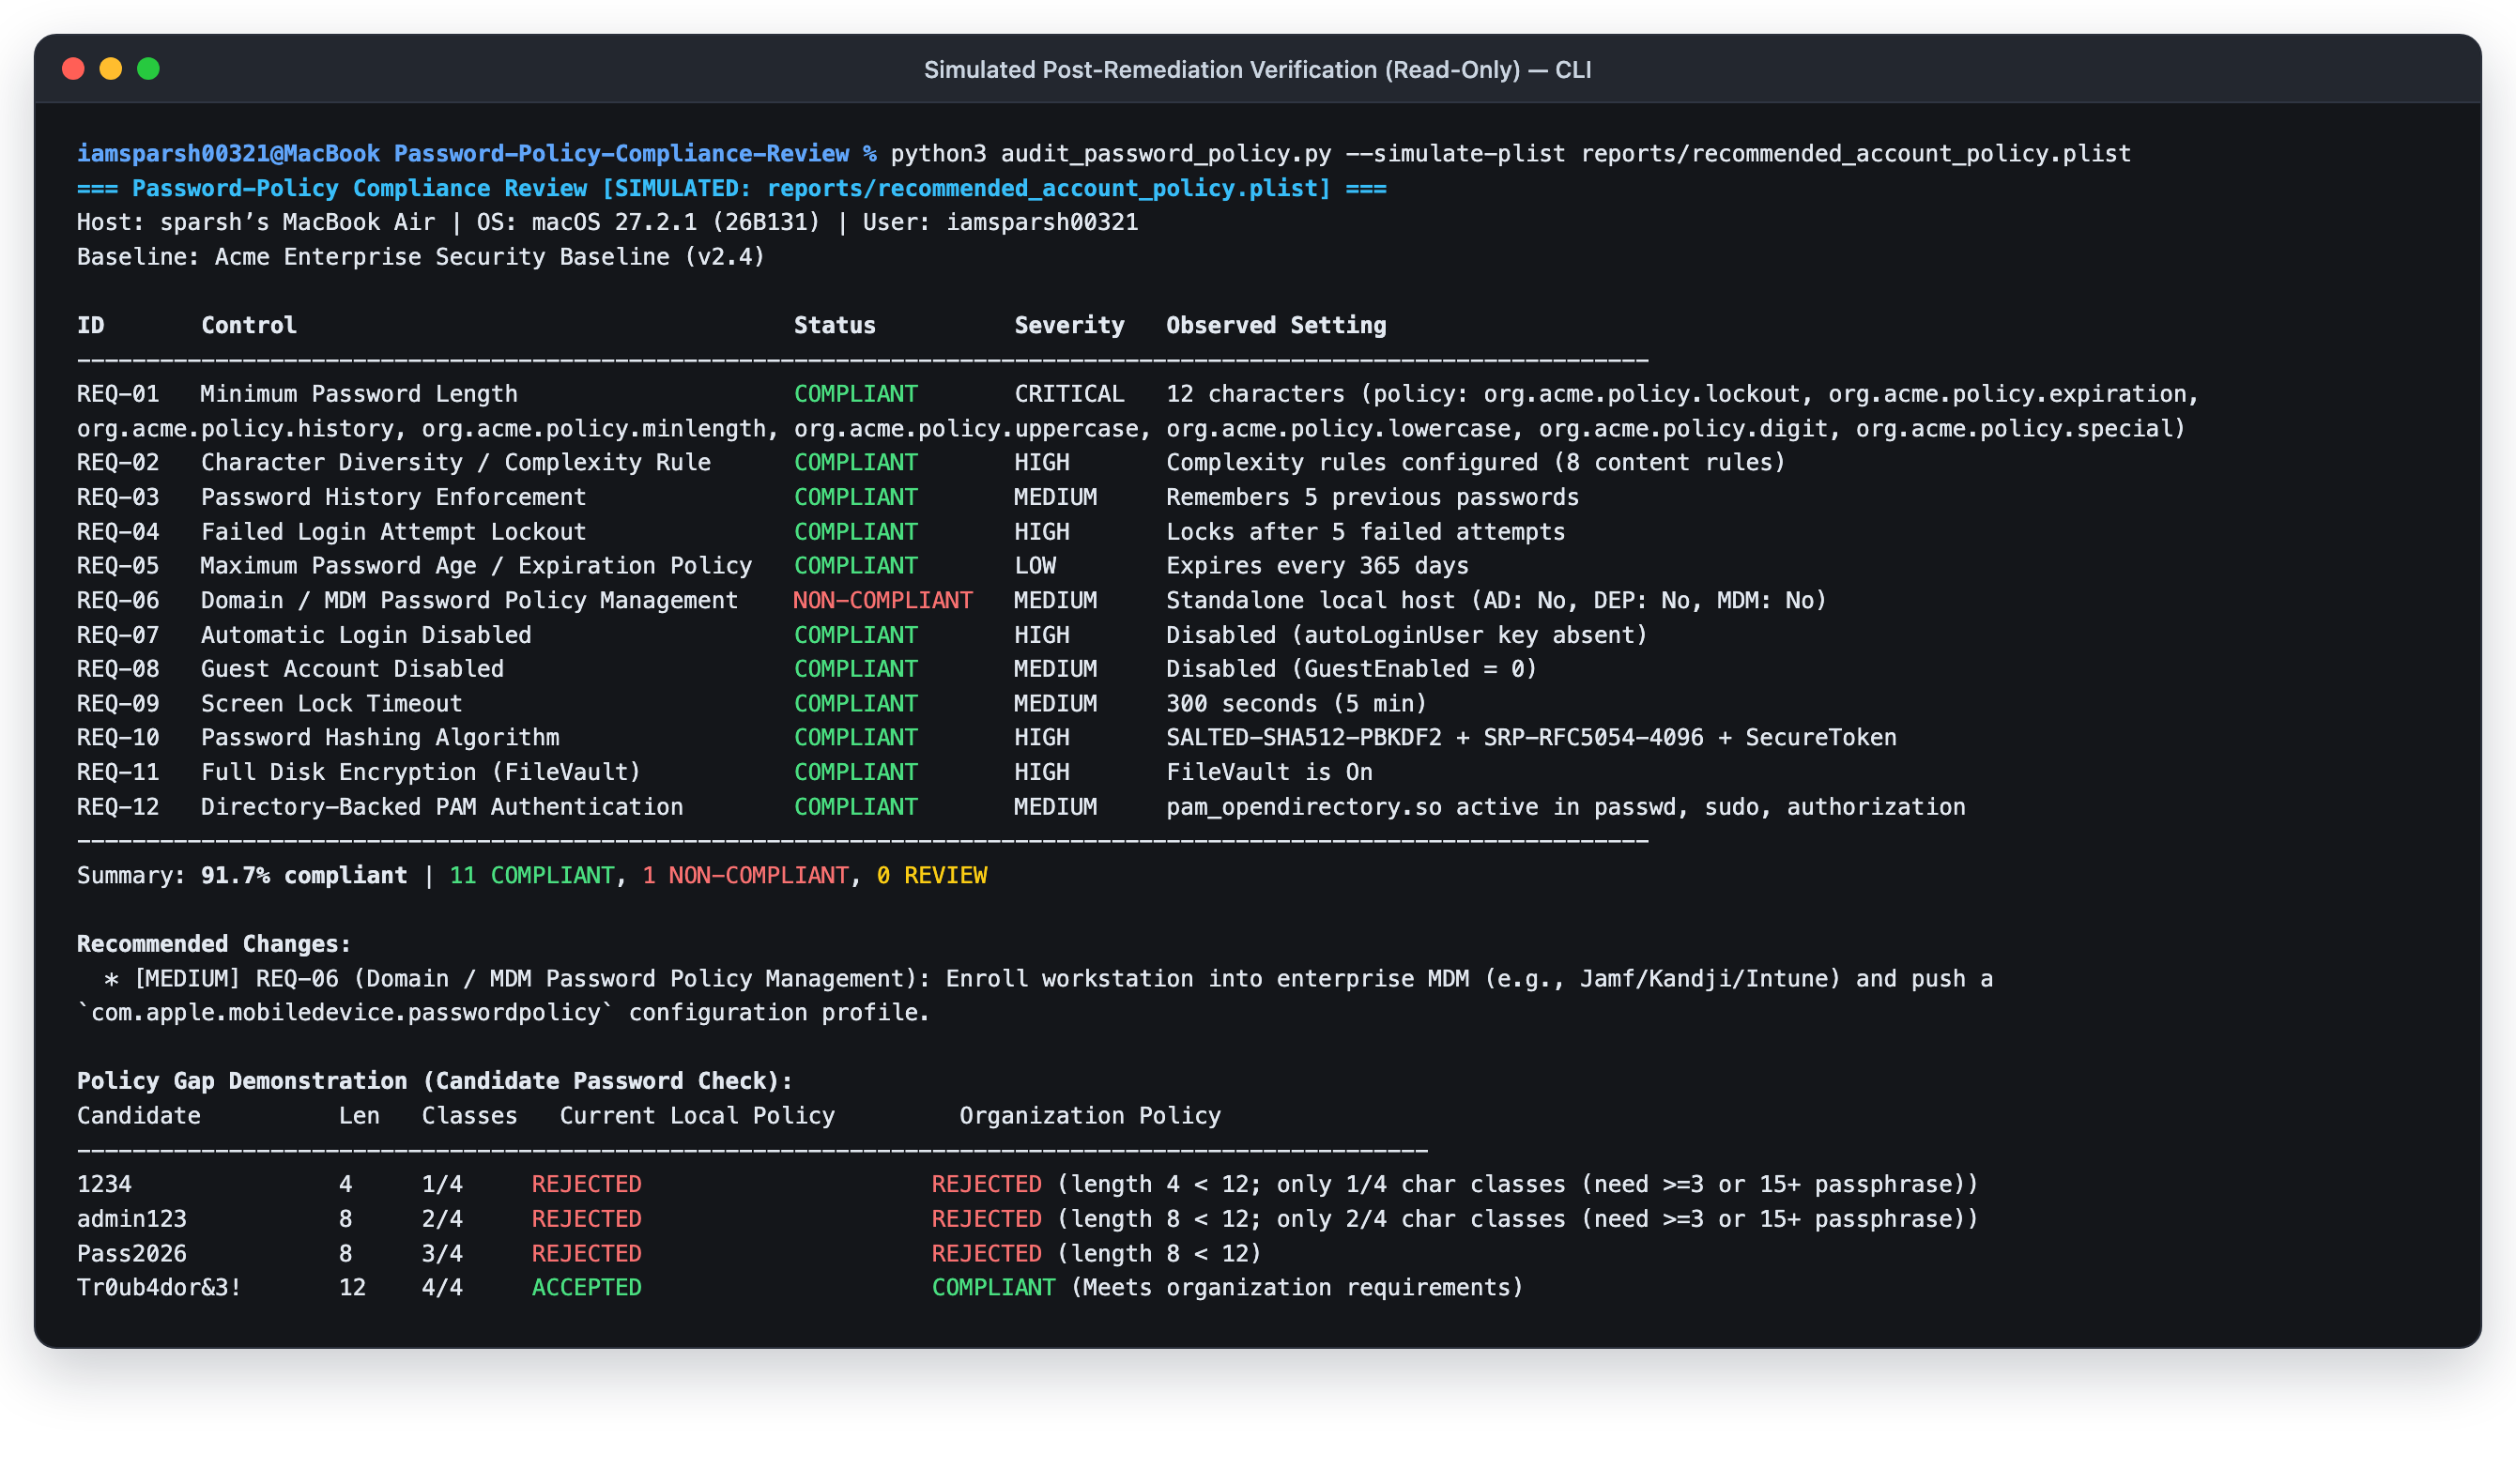 Simulated Post-Remediation Verification (Read-Only) — CLI
iamsparsh00321@MacBook Password-Policy-Compliance-Review % python3 audit_password_policy.py --simulate-plist reports/recommended_account_policy.plist
=== Password-Policy Compliance Review [SIMULATED: reports/recommended_account_policy.plist] ===
Host: sparsh’s MacBook Air | OS: macOS 27.2.1 (26B131) | User: iamsparsh00321
Baseline: Acme Enterprise Security Baseline (v2.4)
ID Control Status Severity Observed Setting
------------------------------------------------------------------------------------------------------------------
REQ-01 Minimum Password Length COMPLIANT CRITICAL 12 characters (policy: org.acme.policy.lockout, org.acme.policy.expiration,
org.acme.policy.history, org.acme.policy.minlength, org.acme.policy.uppercase, org.acme.policy.lowercase, org.acme.policy.digit, org.acme.policy.special)
REQ-02 Character Diversity / Complexity Rule COMPLIANT HIGH Complexity rules configured (8 content rules)
REQ-03 Password History Enforcement COMPLIANT MEDIUM Remembers 5 previous passwords
REQ-04 Failed Login Attempt Lockout COMPLIANT HIGH Locks after 5 failed attempts
REQ-05 Maximum Password Age / Expiration Policy COMPLIANT LOW Expires every 365 days
REQ-06 Domain / MDM Password Policy Management NON-COMPLIANT MEDIUM Standalone local host (AD: No, DEP: No, MDM: No)
REQ-07 Automatic Login Disabled COMPLIANT HIGH Disabled (autoLoginUser key absent)
REQ-08 Guest Account Disabled COMPLIANT MEDIUM Disabled (GuestEnabled = 0)
REQ-09 Screen Lock Timeout COMPLIANT MEDIUM 300 seconds (5 min)
REQ-10 Password Hashing Algorithm COMPLIANT HIGH SALTED-SHA512-PBKDF2 + SRP-RFC5054-4096 + SecureToken
REQ-11 Full Disk Encryption (FileVault) COMPLIANT HIGH FileVault is On
REQ-12 Directory-Backed PAM Authentication COMPLIANT MEDIUM pam_opendirectory.so active in passwd, sudo, authorization
------------------------------------------------------------------------------------------------------------------
Summary: 91.7% compliant | 11 COMPLIANT, 1 NON-COMPLIANT, 0 REVIEW
Recommended Changes:
* [MEDIUM] REQ-06 (Domain / MDM Password Policy Management): Enroll workstation into enterprise MDM (e.g., Jamf/Kandji/Intune) and push a
`com.apple.mobiledevice.passwordpolicy` configuration profile.
Policy Gap Demonstration (Candidate Password Check):
Candidate Len Classes Current Local Policy Organization Policy
--------------------------------------------------------------------------------------------------
1234 4 1/4 REJECTED REJECTED (length 4 < 12; only 1/4 char classes (need >=3 or 15+ passphrase))
admin123 8 2/4 REJECTED REJECTED (length 8 < 12; only 2/4 char classes (need >=3 or 15+ passphrase))
Pass2026 8 3/4 REJECTED REJECTED (length 8 < 12)
Tr0ub4dor&3! 12 4/4 ACCEPTED COMPLIANT (Meets organization requirements)